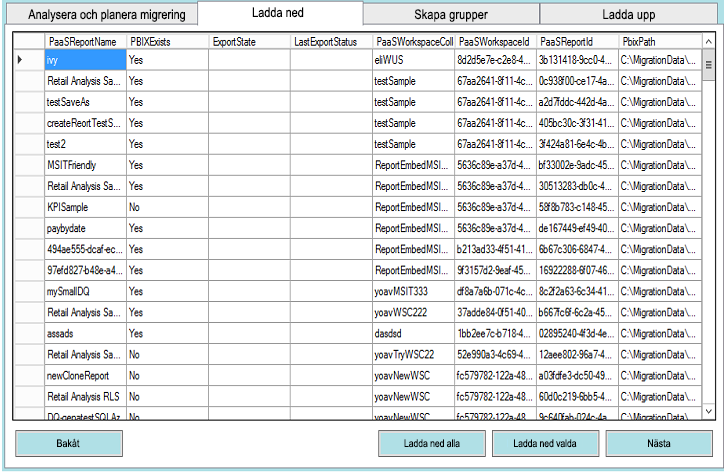 Analysera och planera migrering Ladda ned Skapa grupper Ladda upp
PaaSReportName PBIXExists ExportState LastExportStatus PaaSWorkspaceColl PaaSWorkspaceId PaaSReportId PbixPath
ivy Yes eliWUS 8d2d5e7e-c2e8-4... 3b131418-9cc0-4... C:\MigrationData\...
Retail Analysis Sa... Yes testSample 67aa2641-8f11-4c... 0c938f00-ce17-4a... C:\MigrationData\...
testSaveAs Yes testSample 67aa2641-8f11-4c... a2d7fddc-442d-4a... C:\MigrationData\...
createReortTestS... Yes testSample 67aa2641-8f11-4c... 405bc30c-3f31-41... C:\MigrationData\...
test2 Yes testSample 67aa2641-8f11-4c... 3f424a81-6e4c-4b... C:\MigrationData\...
MSITFriendly Yes ReportEmbedMSI... 5636c89e-a37d-4... bf33002e-9adc-45... C:\MigrationData\...
Retail Analysis Sa... Yes ReportEmbedMSI... 5636c89e-a37d-4... 30513283-db0c-4... C:\MigrationData\...
KPISample No ReportEmbedMSI... 5636c89e-a37d-4... 58f8b783-c148-45... C:\MigrationData\...
paybydate Yes ReportEmbedMSI... 5636c89e-a37d-4... de167449-ef49-40... C:\MigrationData\...
494ae555-dcaf-ec... Yes ReportEmbedMSI... b213ad33-4f51-41... 6b67c306-6847-4... C:\MigrationData\...
97efd827-b48e-a4... Yes ReportEmbedMSI... 9f3157d2-9eaf-45... 16922288-6f07-46... C:\MigrationData\...
mySmallDQ Yes yoavMSIT333 df8a7a6b-071c-4c... 8c2f2a63-6c34-41... C:\MigrationData\...
Retail Analysis Sa... Yes yoavWSC222 37adde84-0f51-40... b667fc6f-6c2a-45... C:\MigrationData\...
assads Yes dasdsd 1bb2ee7c-b718-4... 02895240-4f3d-4e... C:\MigrationData\...
Retail Analysis Sa... No yoavTryWSC22 52e990a3-4c69-4... 12aee802-96a7-4... C:\MigrationData\...
newCloneReport No yoavNewWSC fc579782-122a-48... a03fdfe3-dc50-49... C:\MigrationData\...
Retail Analysis RLS No yoavNewWSC fc579782-122a-48... 60d0c219-6bb5-4... C:\MigrationData\...
DQ-genatestSQLAz No yoavNewWSC fc579782-122a-48... 9c640fab-024c-4a... C:\MigrationData\...
Bakåt Ladda ned alla Ladda ned valda Nästa